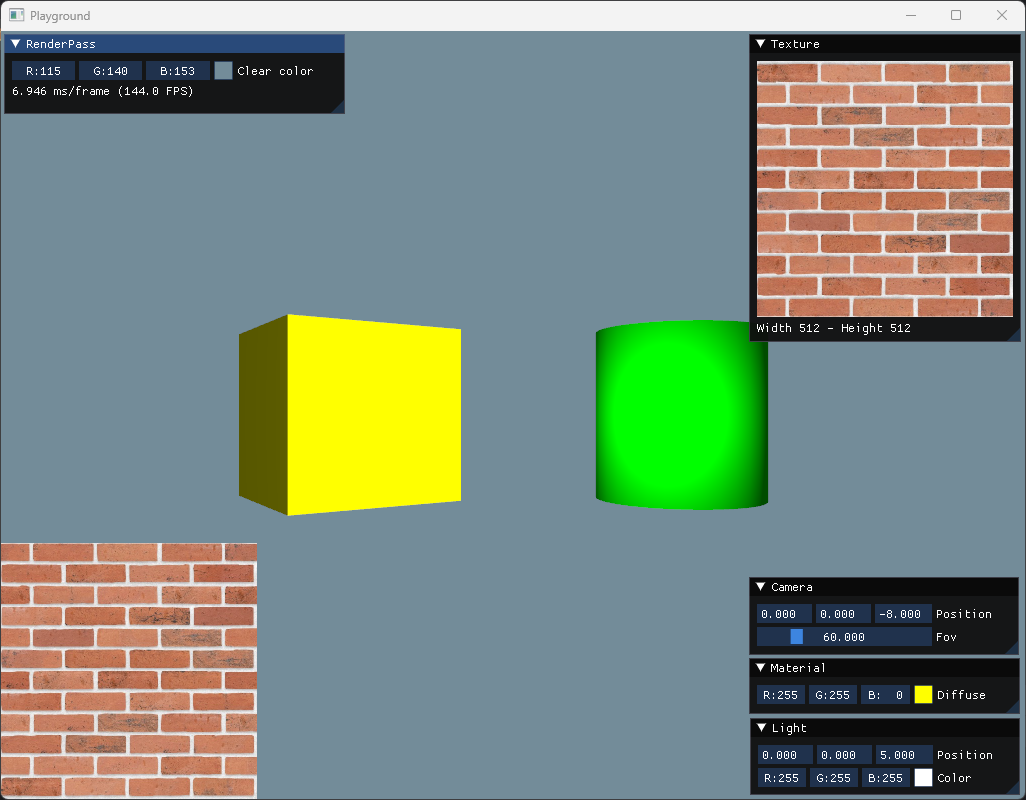 Playground
RenderPass
R:115 G:140 B:153 Clear color
6.946 ms/frame (144.0 FPS)
Texture
Width 512 - Height 512
Camera
0.000 0.000 -8.000 Position
60.000 Fov
Material
R:255 G:255 B: 0 Diffuse
Light
0.000 0.000 5.000 Position
R:255 G:255 B:255 Color